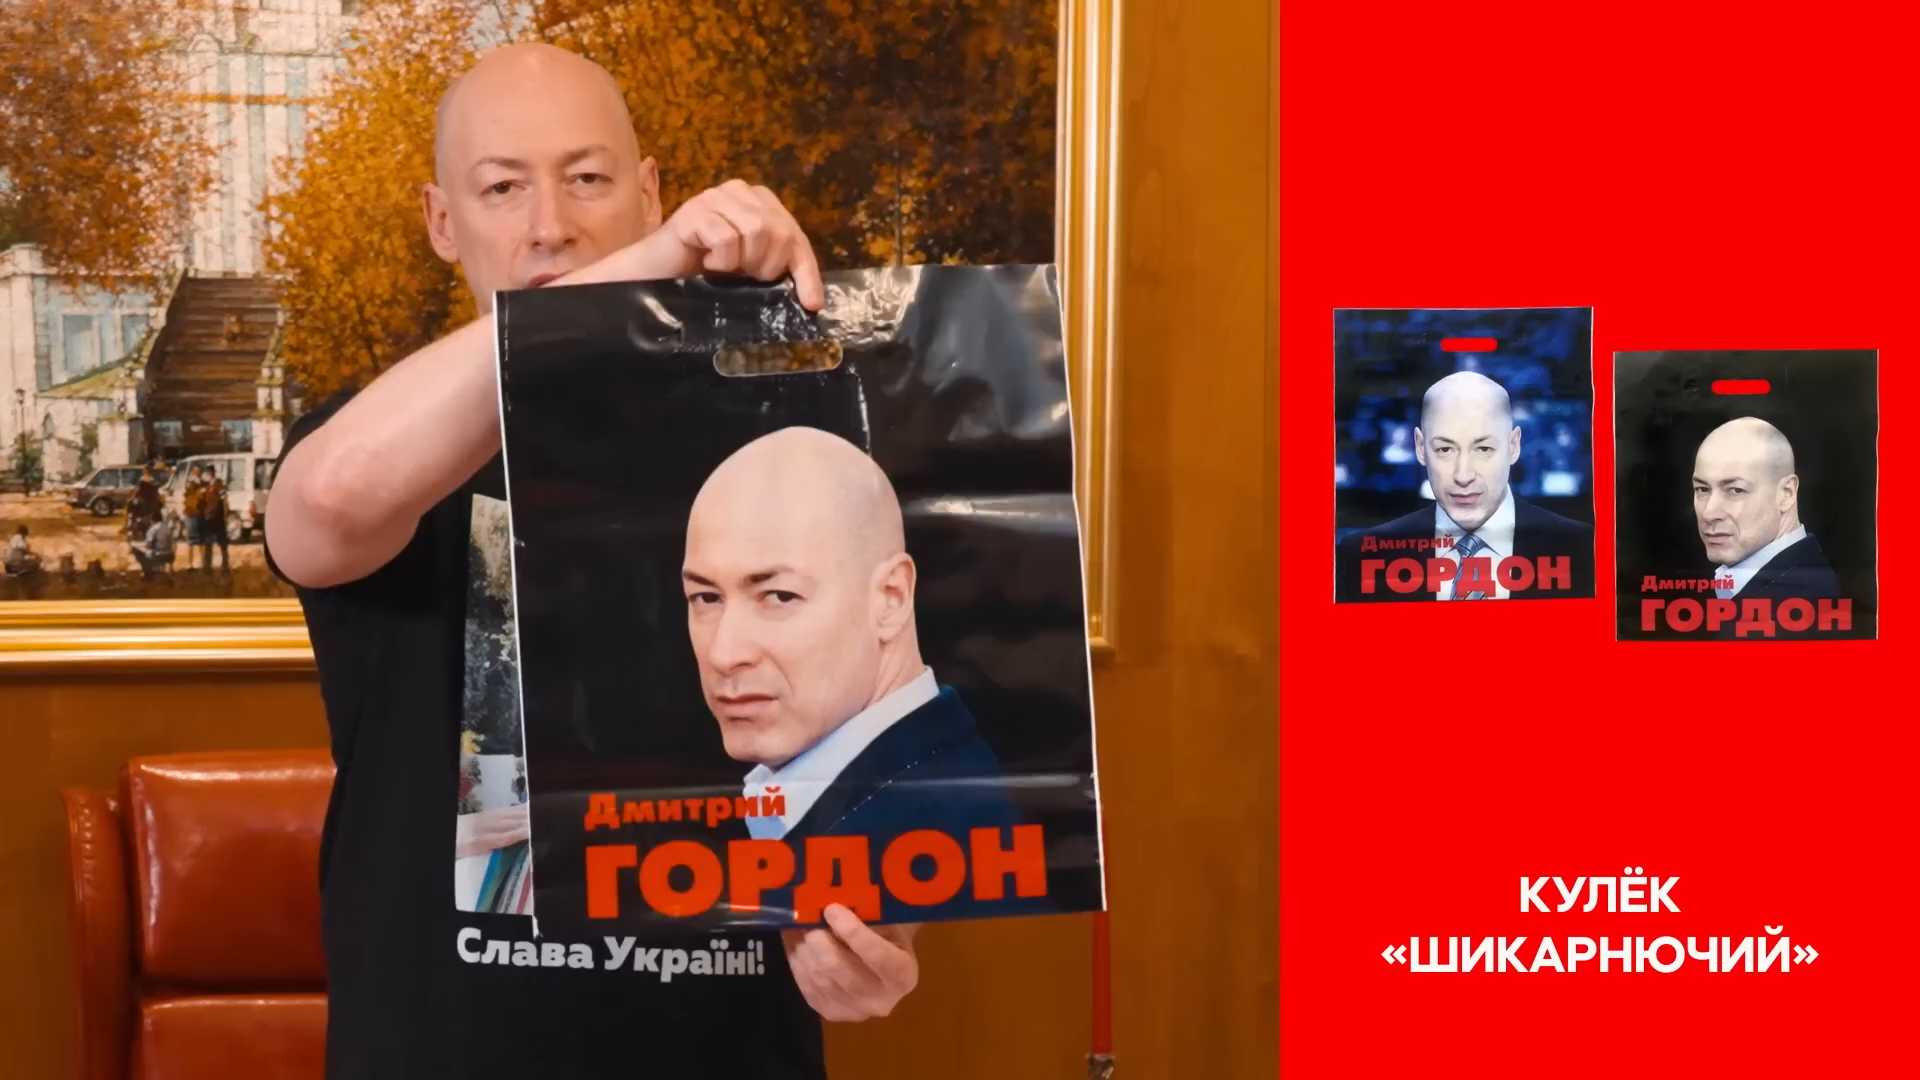 Дмитрий
ГОРДОН
Слава Україні!
Дмитрий
ГОРДОН
Дмитрий
ГОРДОН
КУЛЁК
«ШИКАРНЮЧИЙ»